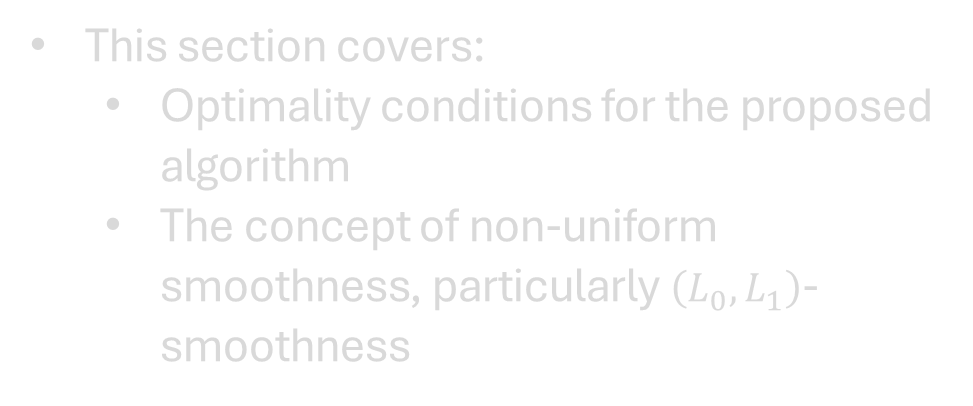 • This section covers:
• Optimality conditions for the proposed
algorithm
• The concept of non-uniform
smoothness, particularly (L₀, L₁)-
smoothness